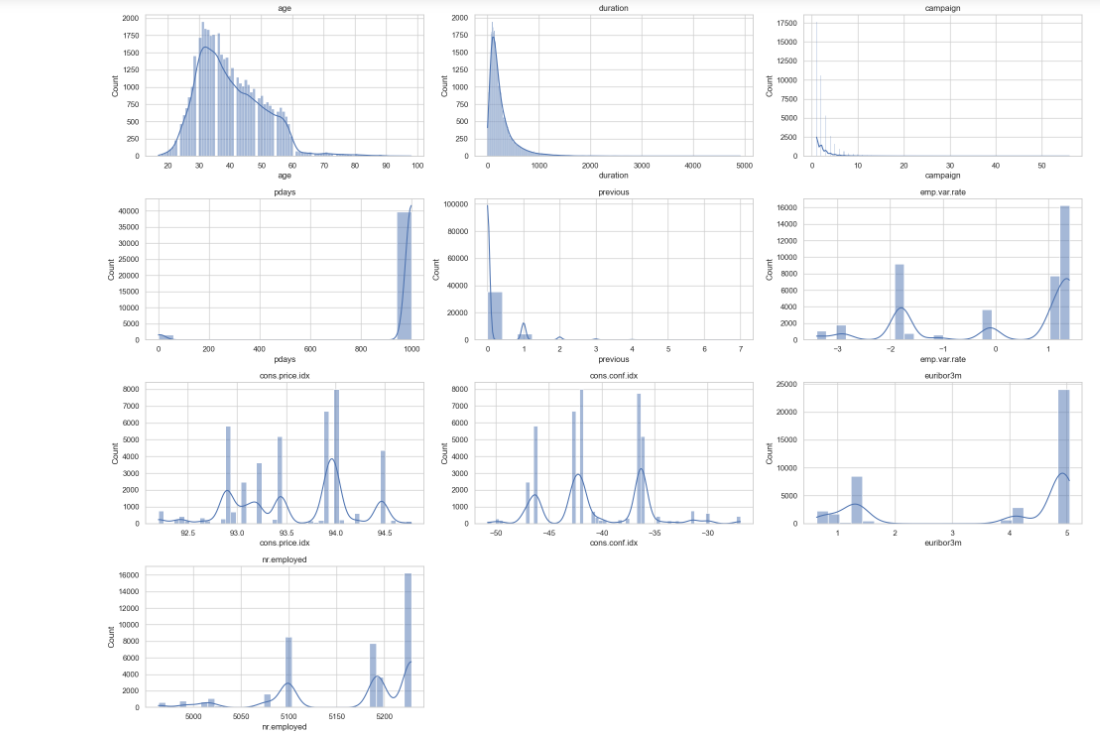 age duration campaign
Count
2000
1750
1500
1250
1000
750
500
250
0
20 30 40 50 60 70 80 90 100
age
Count
2000
1750
1500
1250
1000
750
500
250
0
0 1000 2000 3000 4000 5000
duration
Count
17500
15000
12500
10000
7500
5000
2500
0
0 10 20 30 40 50
campaign
pdays previous emp.var.rate
Count
40000
35000
30000
25000
20000
15000
10000
5000
0
0 200 400 600 800 1000
pdays
Count
100000
80000
60000
40000
20000
0
0 1 2 3 4 5 6 7
previous
Count
16000
14000
12000
10000
8000
6000
4000
2000
0
−3 −2 −1 0 1
emp.var.rate
cons.price.idx cons.conf.idx euribor3m
Count
8000
7000
6000
5000
4000
3000
2000
1000
0
92.5 93.0 93.5 94.0 94.5
cons.price.idx
Count
8000
7000
6000
5000
4000
3000
2000
1000
0
−50 −45 −40 −35 −30
cons.conf.idx
Count
25000
20000
15000
10000
5000
0
1 2 3 4 5
euribor3m
nr.employed
Count
16000
14000
12000
10000
8000
6000
4000
2000
0
5000 5050 5100 5150 5200
nr.employed